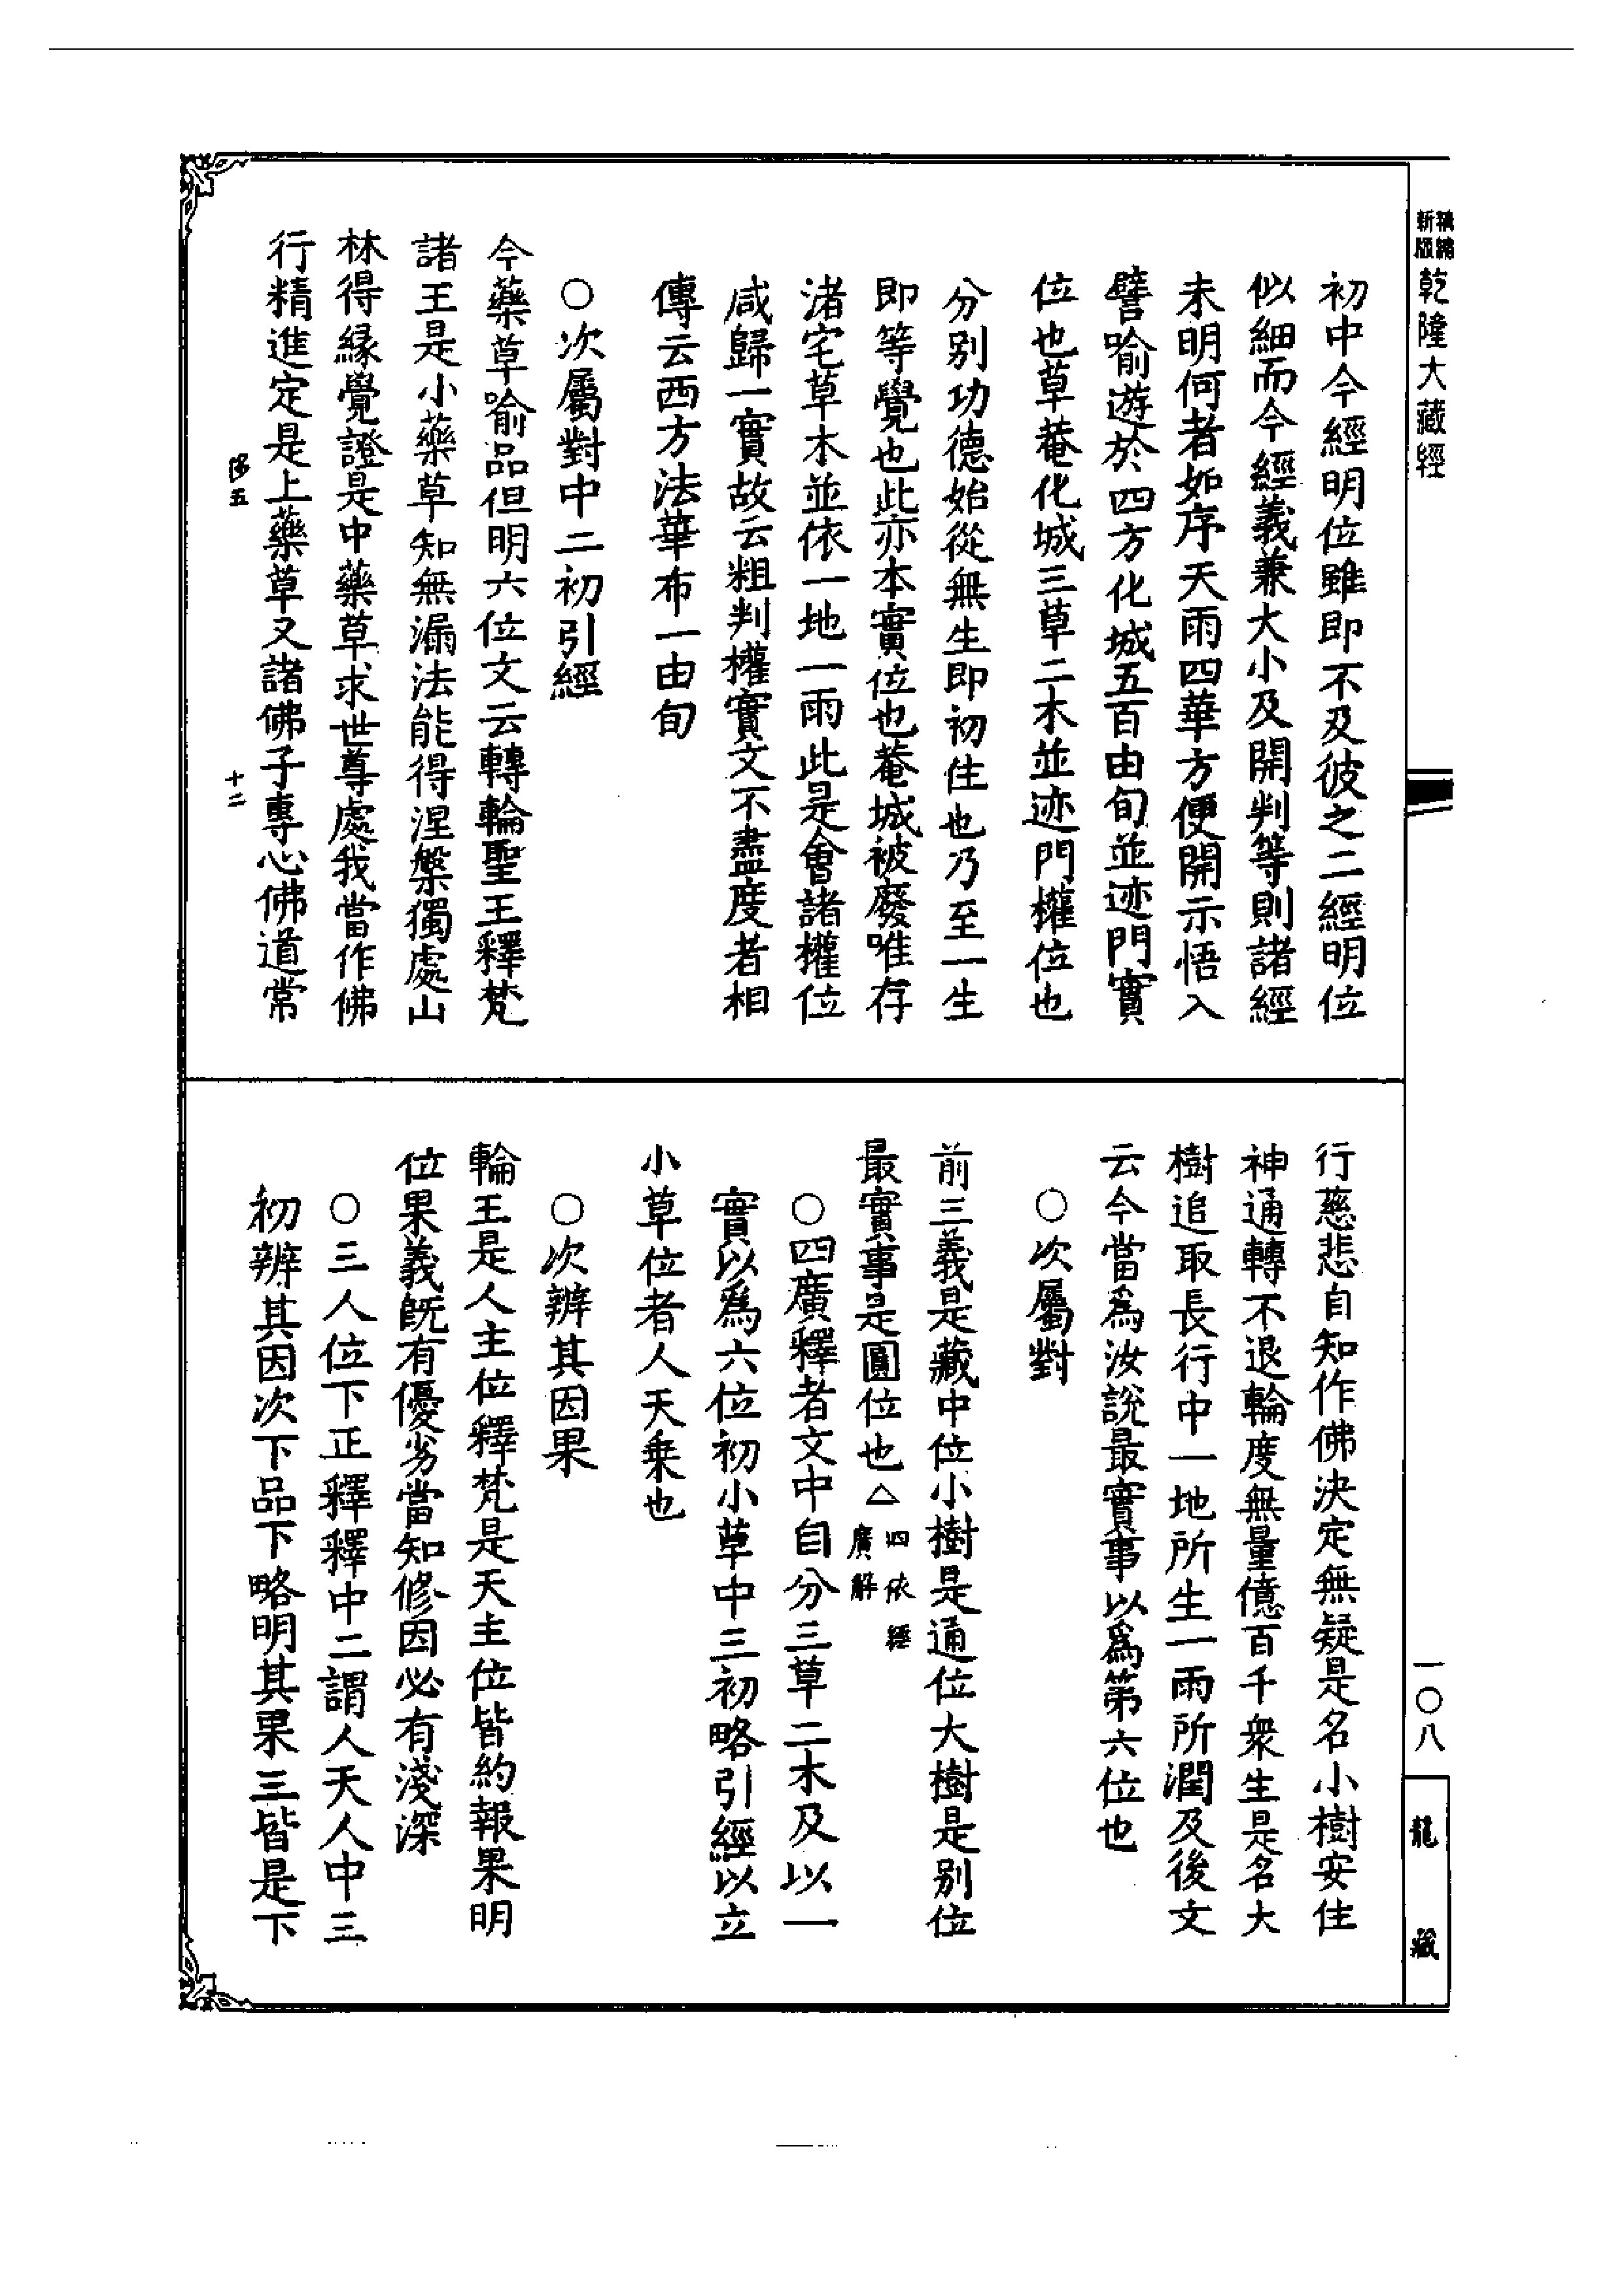 精縮新版乾隆大藏經
初中今經明位雖即不及彼之二經明位
似細而今經義兼大小及開判等則諸經
未明何者如序天雨四華方便開示悟入
譬喻遊於四方化城五百由旬並迹門實
位也草菴化城三草二木並迹門權位也
分別功德始從無生即初住也乃至一生
即等覺也此亦本實位也菴城被廢唯存
渚宅草木並依一地一雨此是會諸權位
咸歸一實故云粗判權實文不盡度者相
傳云西方法華布一由旬
○次屬對中二初引經
今藥草喻品但明六位文云轉輪聖王釋梵
諸王是小藥草知無漏法能得涅槃獨處山
林得緣覺證是中藥草求世尊處我當作佛
行精進定是上藥草又諸佛子專心佛道常
五
十二
行慈悲自知作佛決定無疑是名小樹安住
神通轉不退輪度無量億百千衆生是名大
樹追取長行中一地所生一雨所潤及後文
云今當爲汝說最實事以爲第六位也
○次屬對
前三義是藏中位小樹是通位大樹是別位
最實事是圓位也△四依經廣解
○四廣釋者文中自分三草二木及以一
實以爲六位初小草中三初略引經以立
小草位者人天乗也
○次辨其因果
輪王是人主位釋梵是天主位皆約報果明
位果義旣有優劣當知修因必有淺深
○三人位下正釋釋中二謂人天人中三
初辨其因次下品下略明其果三皆是下
一〇八
龍藏